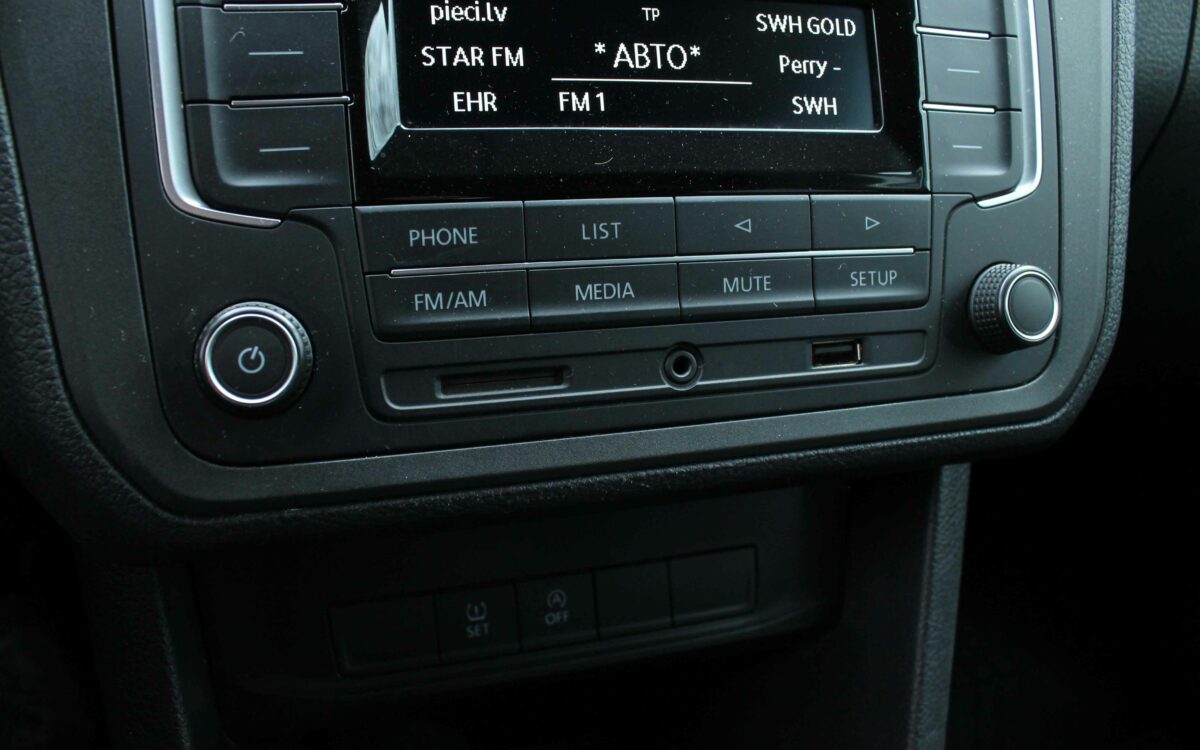 pieci.lv TP SWH GOLD
STAR FM *АВТО* Perry -
EHR FM 1 SWH
PHONE LIST
FM/AM MEDIA MUTE SETUP
SET
A
OFF